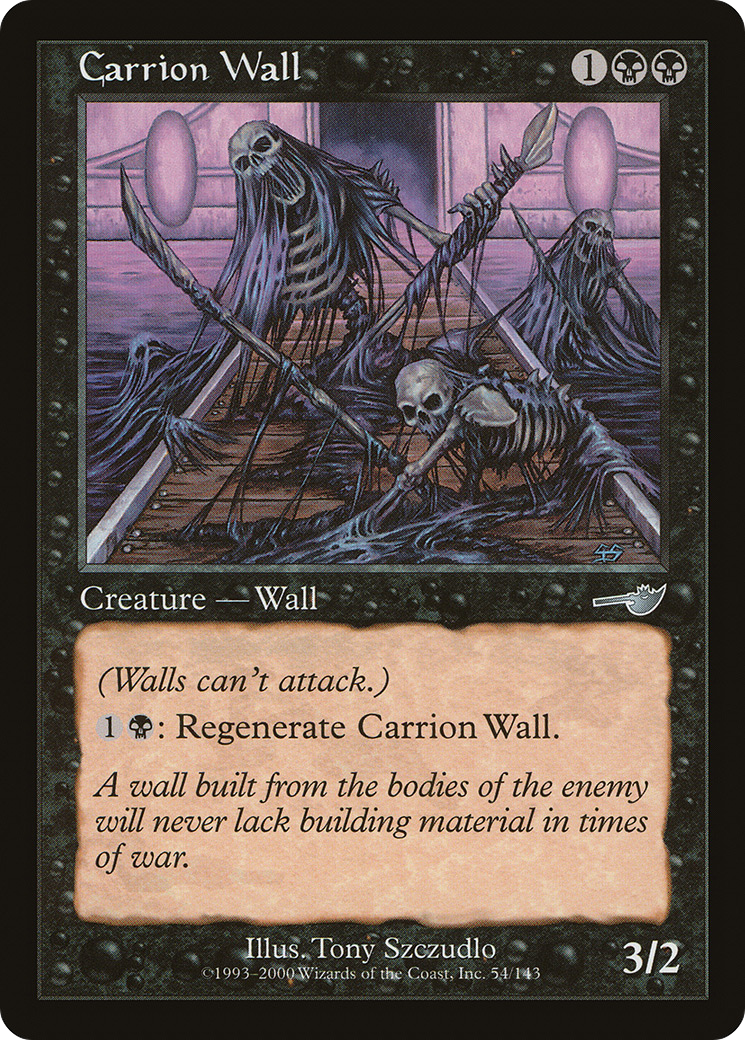 Carrion Wall 1
Creature — Wall
(Walls can't attack.)
1 : Regenerate Carrion Wall.
A wall built from the bodies of the enemy
will never lack building material in times
of war.
Illus. Tony Szczudlo
©1993–2000 Wizards of the Coast, Inc. 54/143
3/2